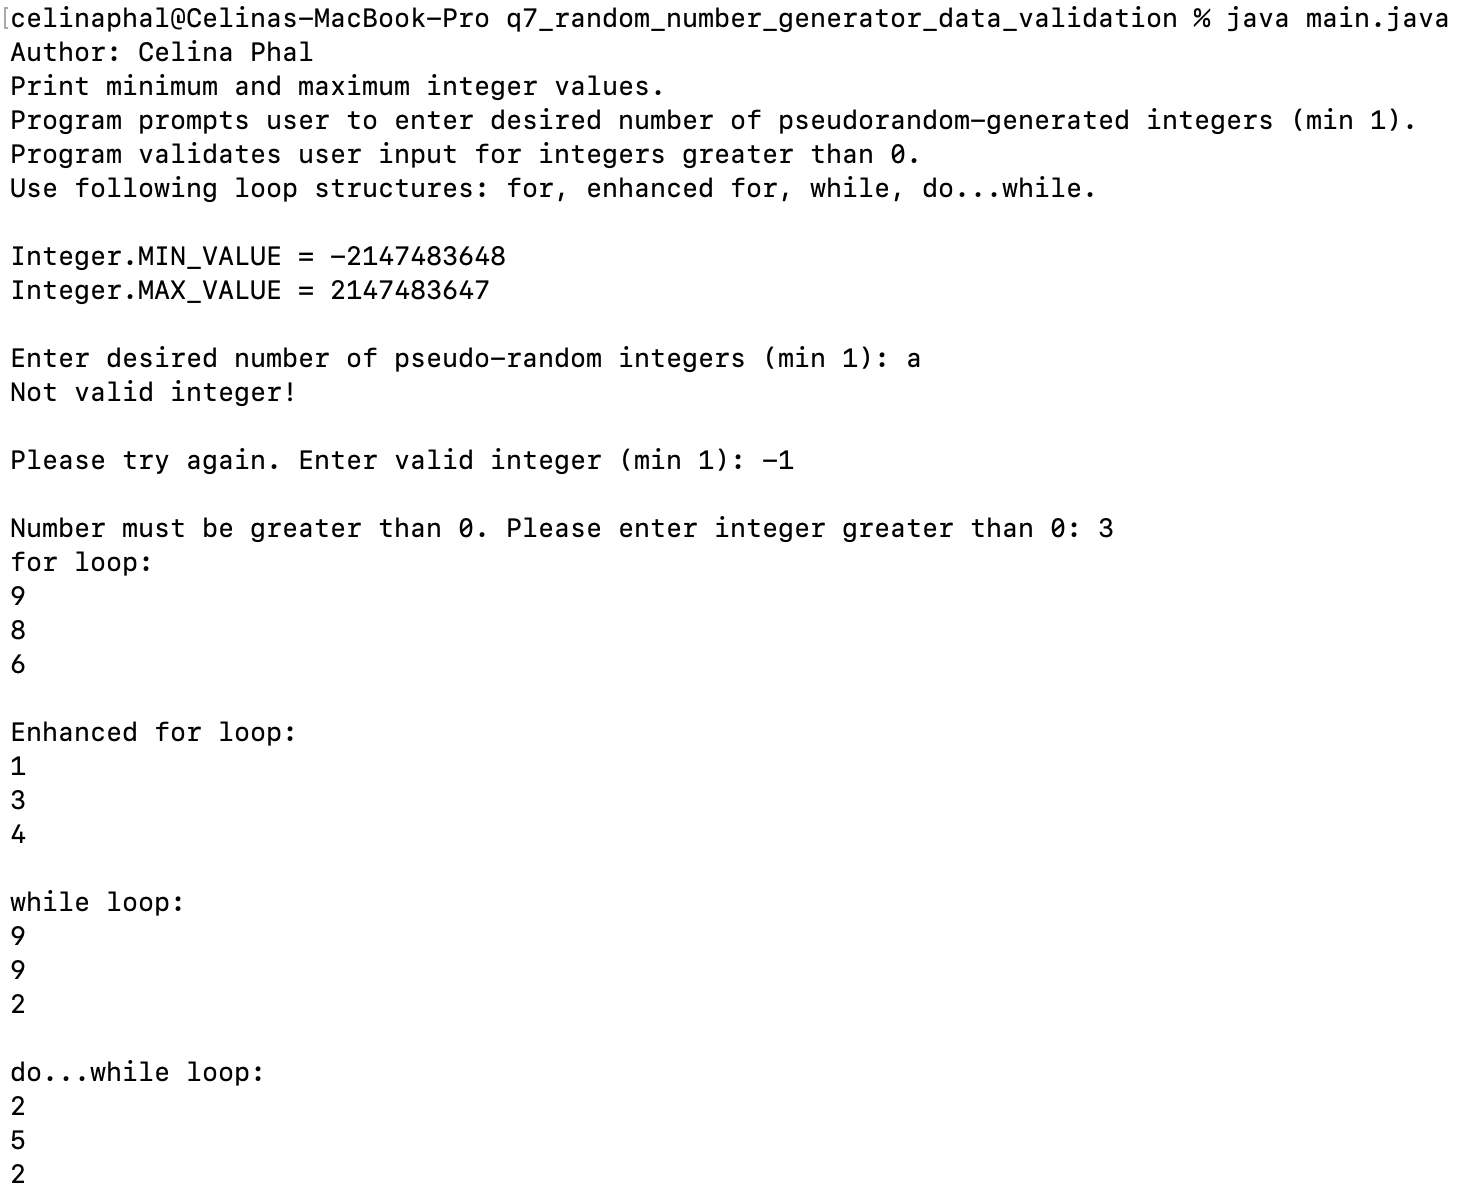 celinaphal@Celinas-MacBook-Pro q7_random_number_generator_data_validation % java main.java
Author: Celina Phal
Print minimum and maximum integer values.
Program prompts user to enter desired number of pseudorandom-generated integers (min 1).
Program validates user input for integers greater than 0.
Use following loop structures: for, enhanced for, while, do...while.

Integer.MIN_VALUE = -2147483648
Integer.MAX_VALUE = 2147483647

Enter desired number of pseudo-random integers (min 1): a
Not valid integer!

Please try again. Enter valid integer (min 1): -1

Number must be greater than 0. Please enter integer greater than 0: 3
for loop:
9
8
6

Enhanced for loop:
1
3
4

while loop:
9
9
2

do...while loop:
2
5
2